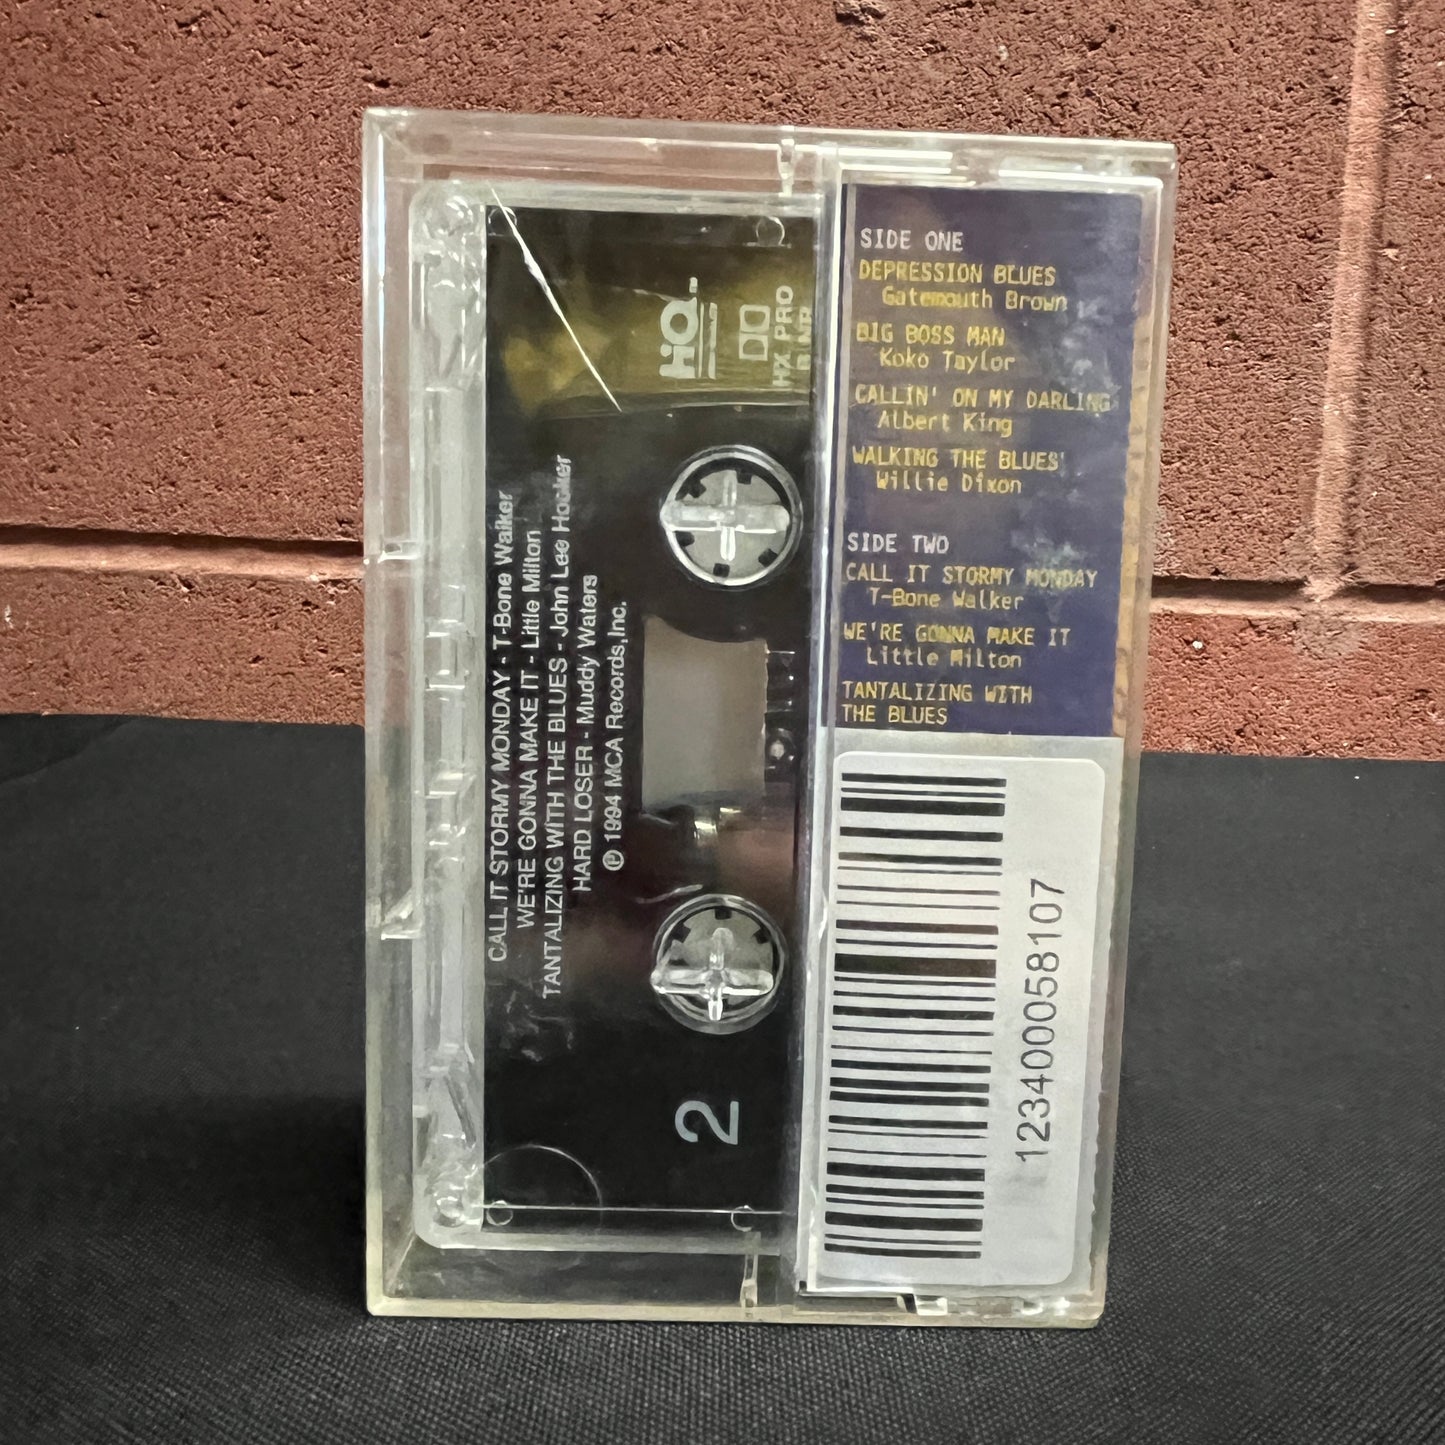 CALL IT STORMY MONDAY - T-Bone Walker
WE'RE GONNA MAKE IT - Little Milton
TANTALIZING WITH THE BLUES - John Lee Hooker
HARD LOSER - Muddy Waters
℗ 1994 MCA Records, Inc.
HQ
HX PRO
B NR
2
SIDE ONE
DEPRESSION BLUES
Gatemouth Brown
BIG BOSS MAN
Koko Taylor
CALLIN' ON MY DARLING
Albert King
WALKING THE BLUES'
Willie Dixon
SIDE TWO
CALL IT STORMY MONDAY
T-Bone Walker
WE'RE GONNA MAKE IT
Little Milton
TANTALIZING WITH
THE BLUES
1234000058107